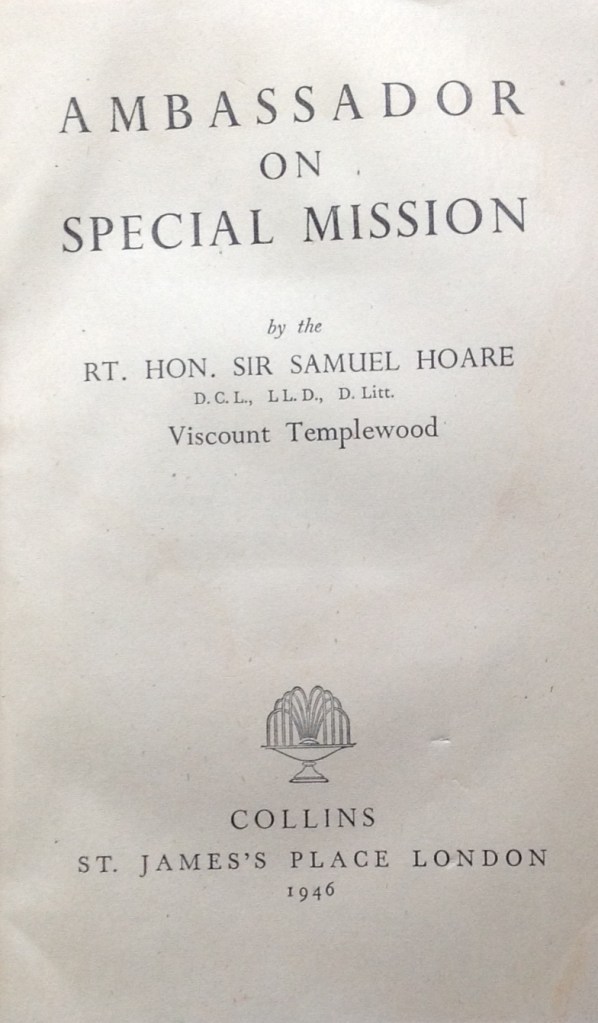 AMBASSADOR
ON
SPECIAL MISSION
by the
RT. HON. SIR SAMUEL HOARE
D.C.L., LL.D., D. Litt.
Viscount Templewood
COLLINS
ST. JAMES'S PLACE LONDON
1946